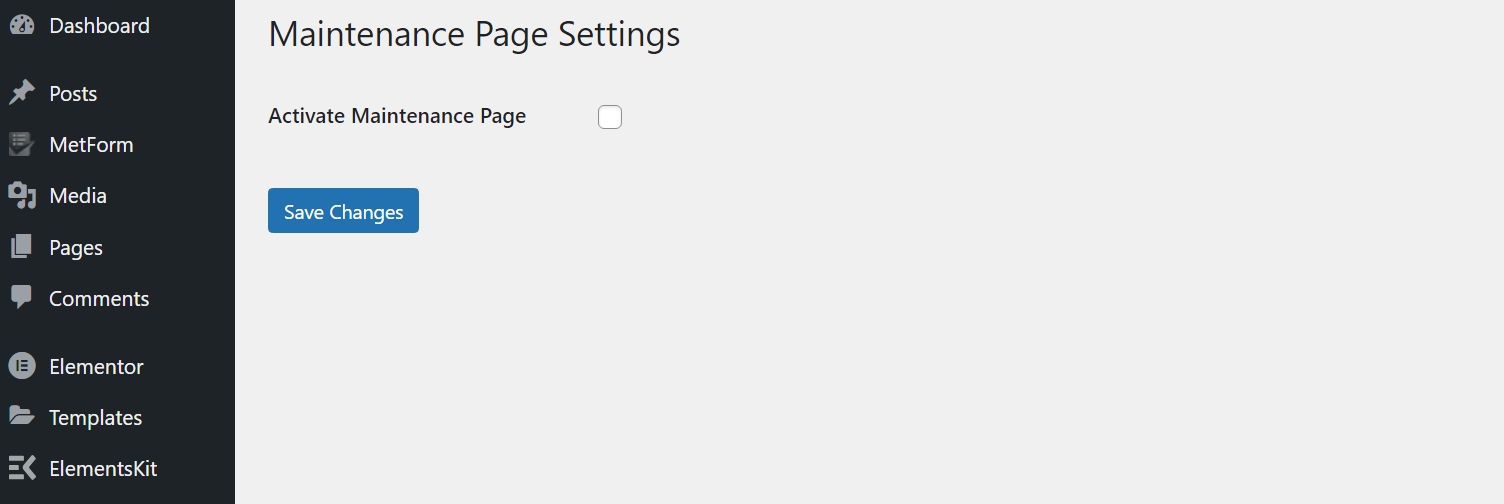 Dashboard
Posts
MetForm
Media
Pages
Comments
Elementor
Templates
ElementsKit
Maintenance Page Settings
Activate Maintenance Page
Save Changes